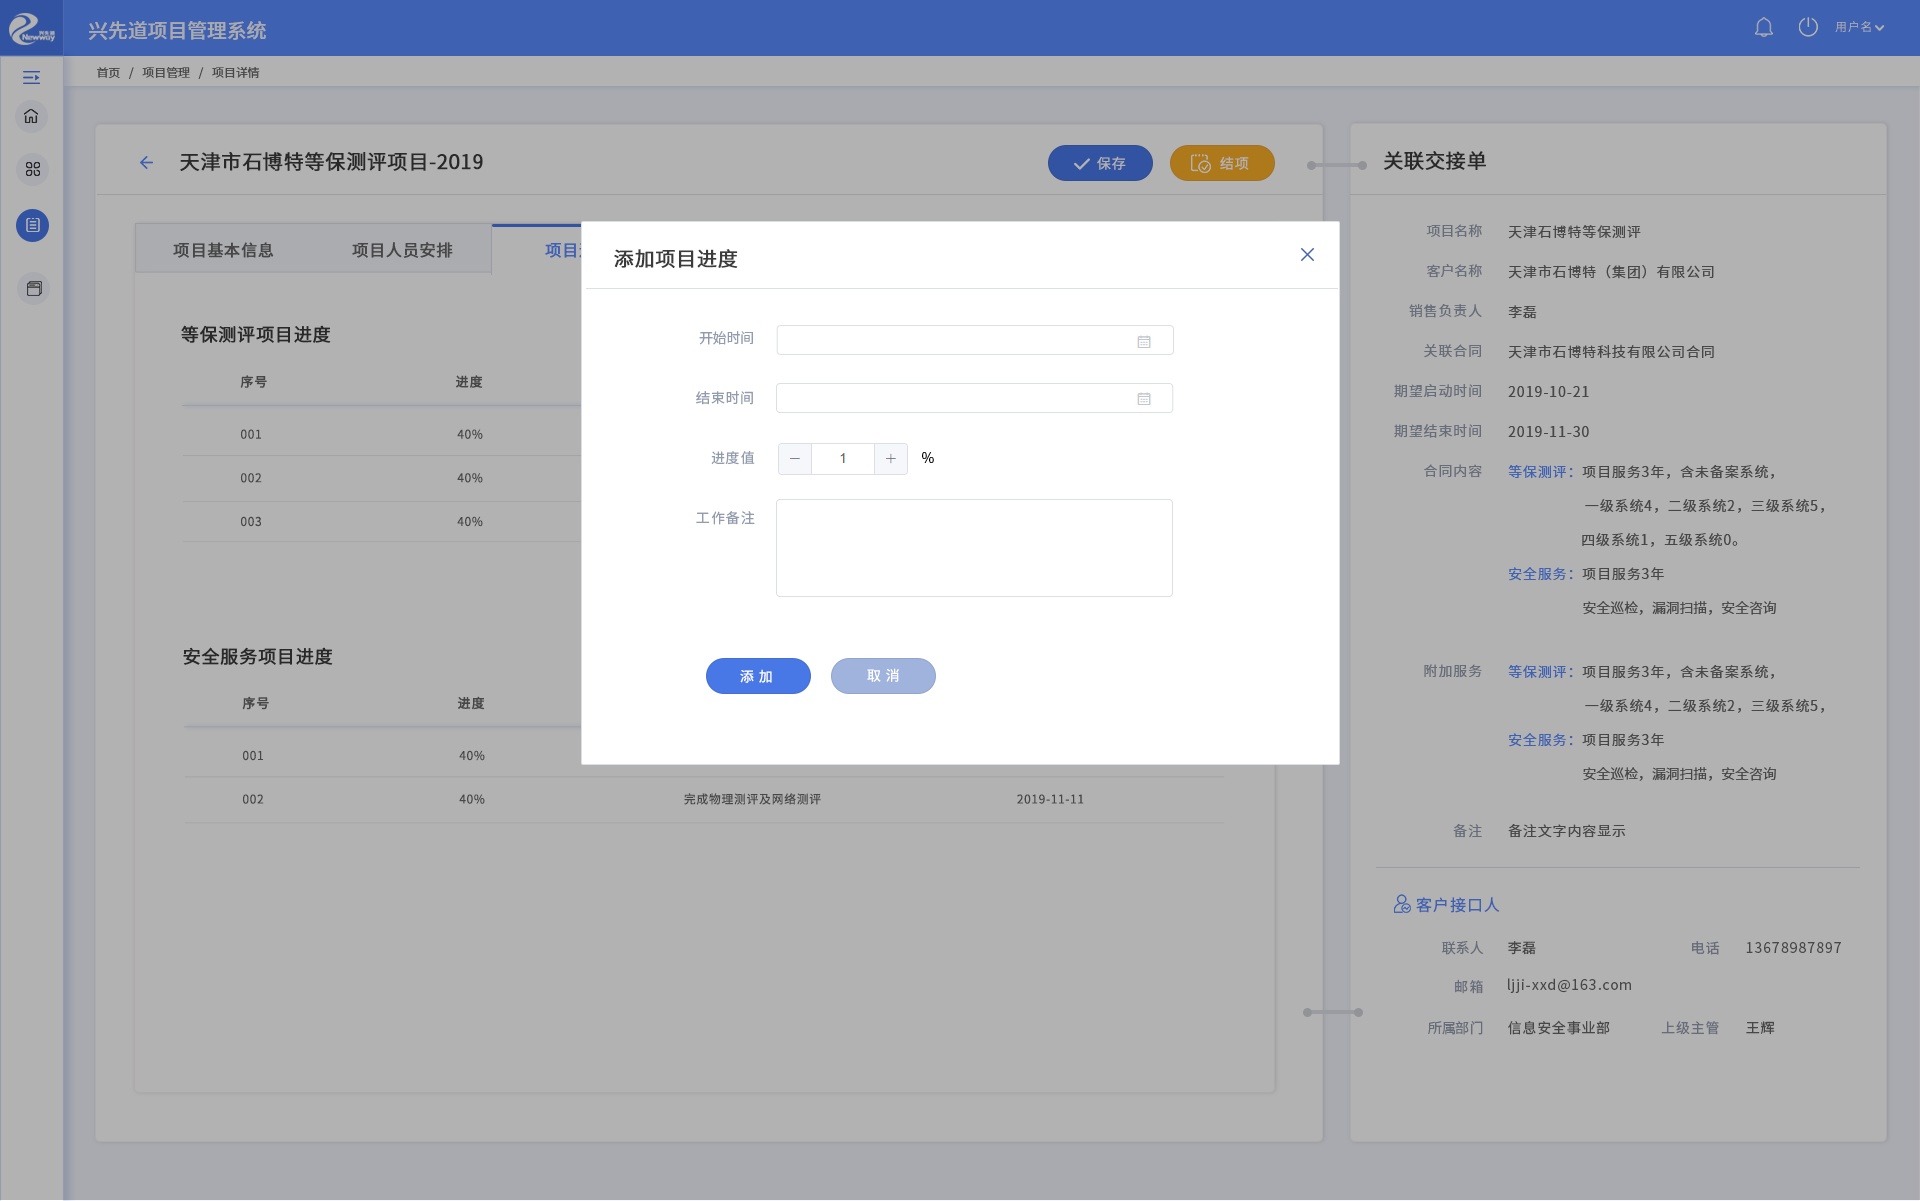 Newway 兴先道
兴先道项目管理系统
用户名
首页 / 项目管理 / 项目详情
天津市石博特等保测评项目-2019
保存
结项
项目基本信息
项目人员安排
项目
等保测评项目进度
序号 进度
001 40%
002 40%
003 40%
安全服务项目进度
序号 进度
001 40%
002 40% 完成物理测评及网络测评 2019-11-11
添加项目进度
开始时间
结束时间
进度值 − 1 + %
工作备注
添 加
取 消
关联交接单
项目名称 天津石博特等保测评
客户名称 天津市石博特（集团）有限公司
销售负责人 李磊
关联合同 天津市石博特科技有限公司合同
期望启动时间 2019-10-21
期望结束时间 2019-11-30
合同内容 等保测评：项目服务3年，含未备案系统，
一级系统4，二级系统2，三级系统5，
四级系统1，五级系统0。
安全服务：项目服务3年
安全巡检，漏洞扫描，安全咨询
附加服务 等保测评：项目服务3年，含未备案系统，
一级系统4，二级系统2，三级系统5，
安全服务：项目服务3年
安全巡检，漏洞扫描，安全咨询
备注 备注文字内容显示
客户接口人
联系人 李磊 电话 13678987897
邮箱 ljji-xxd@163.com
所属部门 信息安全事业部 上级主管 王辉